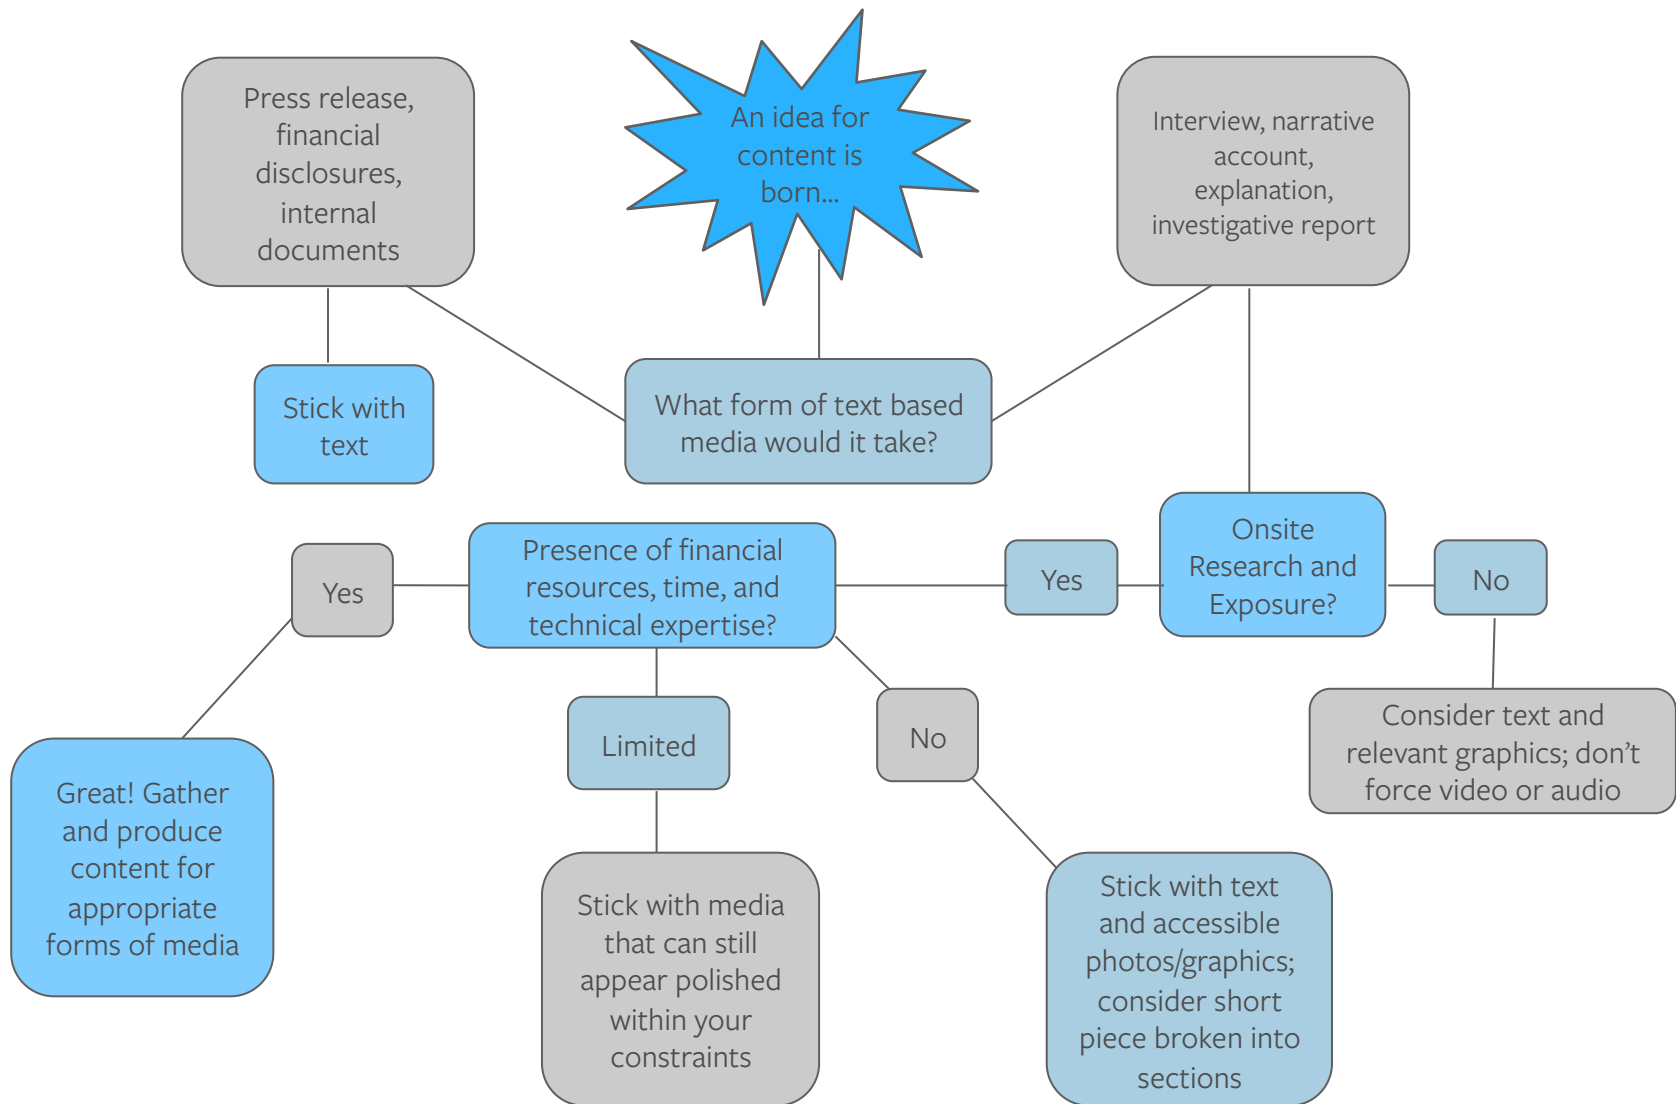 Press release,
financial
disclosures,
internal
documents
An idea for
content is
born...
Interview, narrative
account,
explanation,
investigative report
Stick with
text
What form of text based
media would it take?
Yes
Presence of financial
resources, time, and
technical expertise?
Yes
Onsite
Research and
Exposure?
No
Limited
No
Consider text and
relevant graphics; don’t
force video or audio
Great! Gather
and produce
content for
appropriate
forms of media
Stick with media
that can still
appear polished
within your
constraints
Stick with text
and accessible
photos/graphics;
consider short
piece broken into
sections